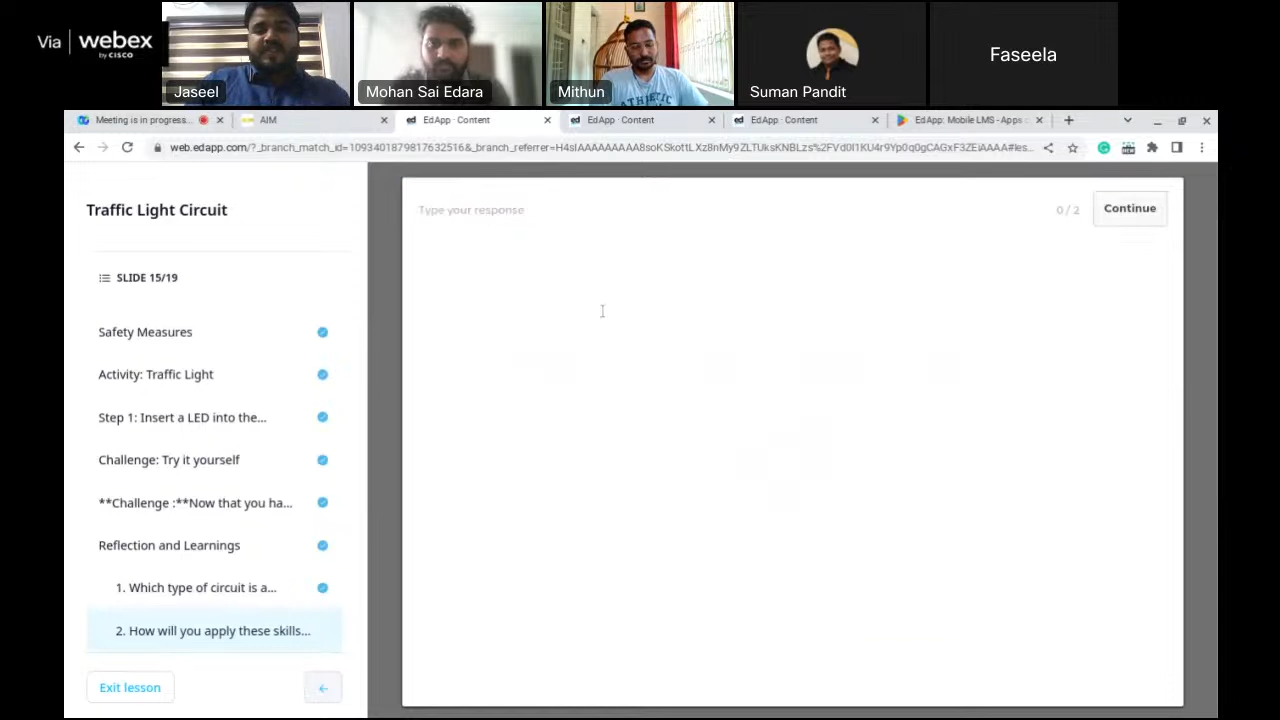 Via webex
by CISCO
Jaseel
Mohan Sai Edara
Mithun
ATHLETIC
Suman Pandit
Faseela
Meeting is in progress...
AIM
EdApp · Content
EdApp · Content
EdApp · Content
EdApp: Mobile LMS - Apps
Traffic Light Circuit
SLIDE 15/19
Safety Measures
Activity: Traffic Light
Step 1: Insert a LED into the...
Challenge: Try it yourself
**Challenge :**Now that you ha...
Reflection and Learnings
1. Which type of circuit is a...
2. How will you apply these skills...
Exit lesson
Type your response
0 / 2
Continue